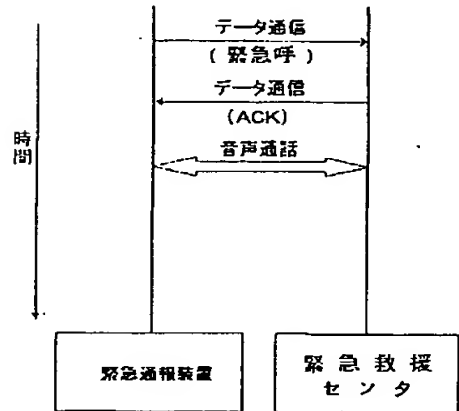 データ通信
( 緊急呼 )
データ通信
(ACK)
音声通話
時間
緊急通報装置
緊急救援
センタ